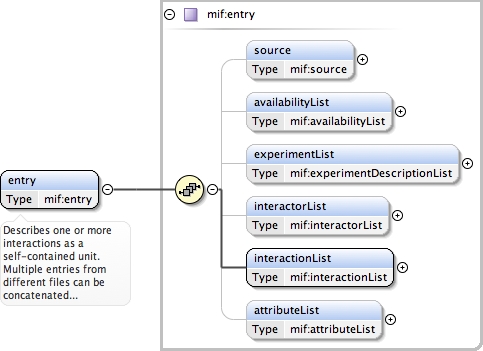 mif:entry
source
Type mif:source
availabilityList
Type mif:availabilityList
experimentList
Type mif:experimentDescriptionList
entry
Type mif:entry
Describes one or more
interactions as a
self-contained unit.
Multiple entries from
different files can be
concatenated...
interactorList
Type mif:interactorList
interactionList
Type mif:interactionList
attributeList
Type mif:attributeList